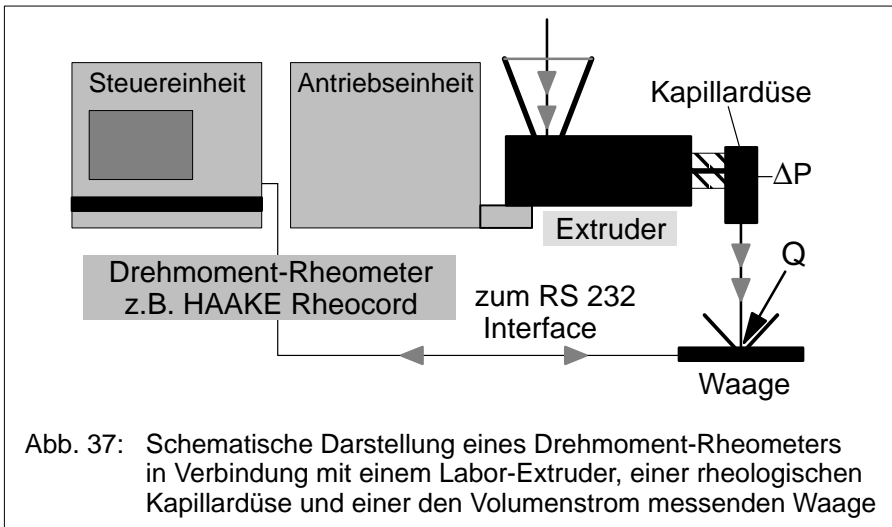 Steuereinheit
Antriebseinheit
Kapillardüse
ΔP
Extruder
Q
Drehmoment-Rheometer
z.B. HAAKE Rheocord
zum RS 232
Interface
Waage
Abb. 37: Schematische Darstellung eines Drehmoment-Rheometers
in Verbindung mit einem Labor-Extruder, einer rheologischen
Kapillardüse und einer den Volumenstrom messenden Waage